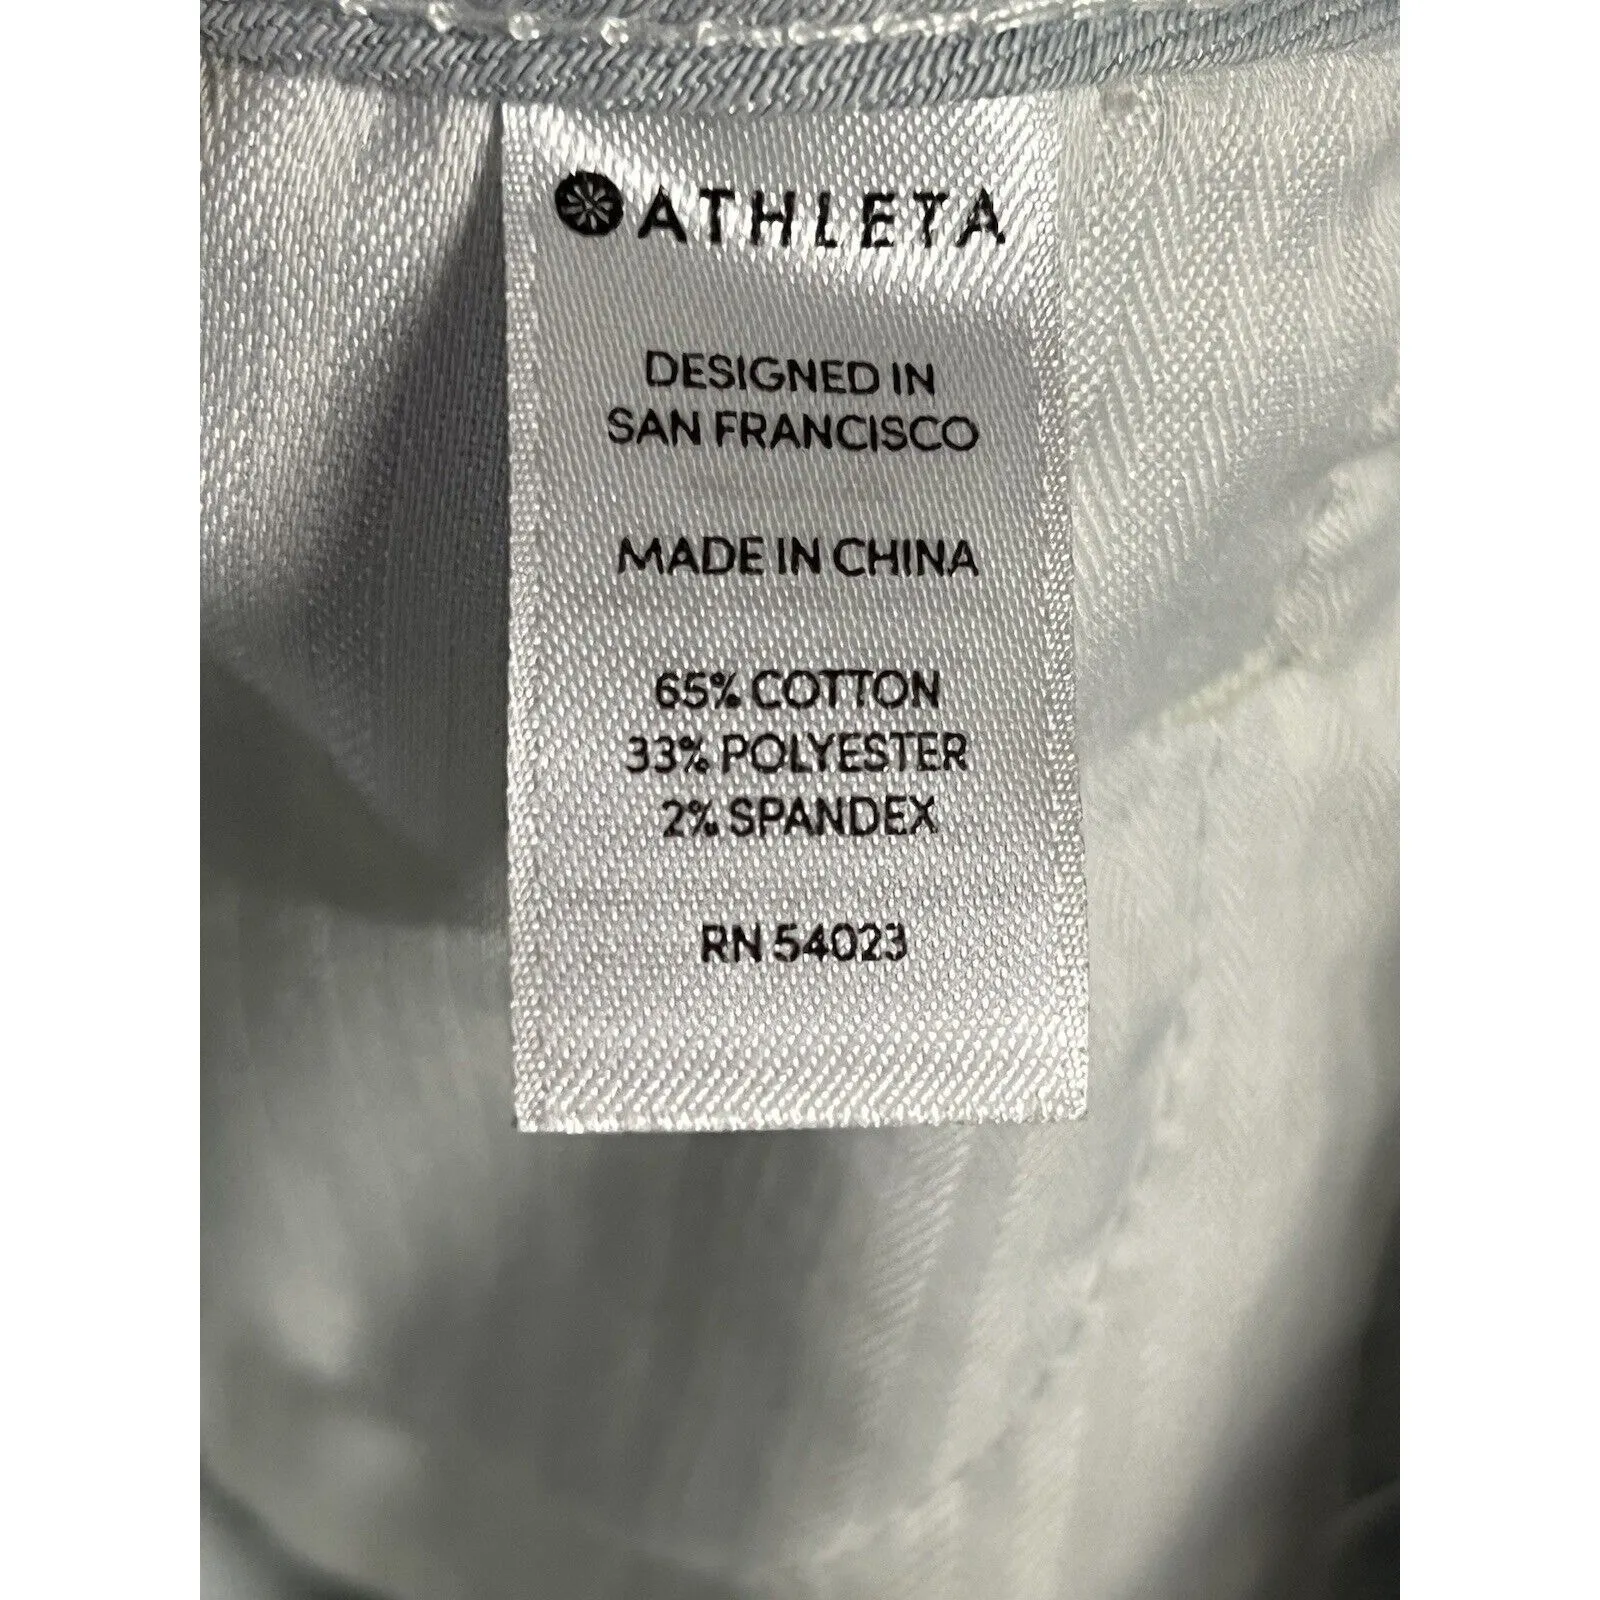 ATHLETA
DESIGNED IN
SAN FRANCISCO
MADE IN CHINA
65% COTTON
33% POLYESTER
2% SPANDEX
RN 54023